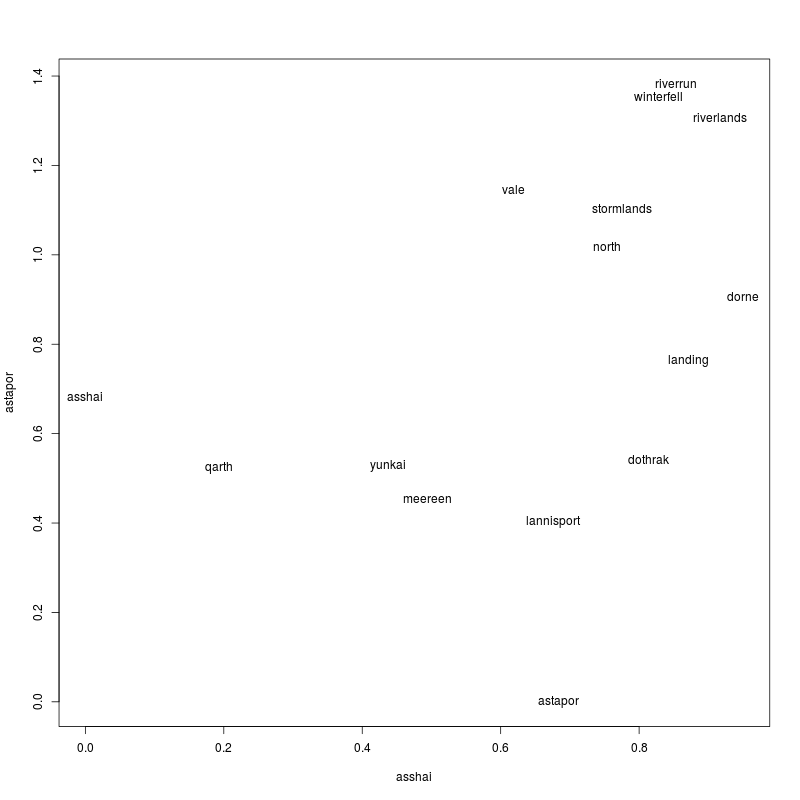 riverrun
1.4
winterfell
riverlands
1.2
vale
stormlands
north
1.0
dorne
0.8
landing
asshai
astapor
0.6
qarth
yunkai
dothrak
meereen
0.4
lannisport
0.2
0.0
astapor
0.0
0.2
0.4
0.6
0.8
asshai